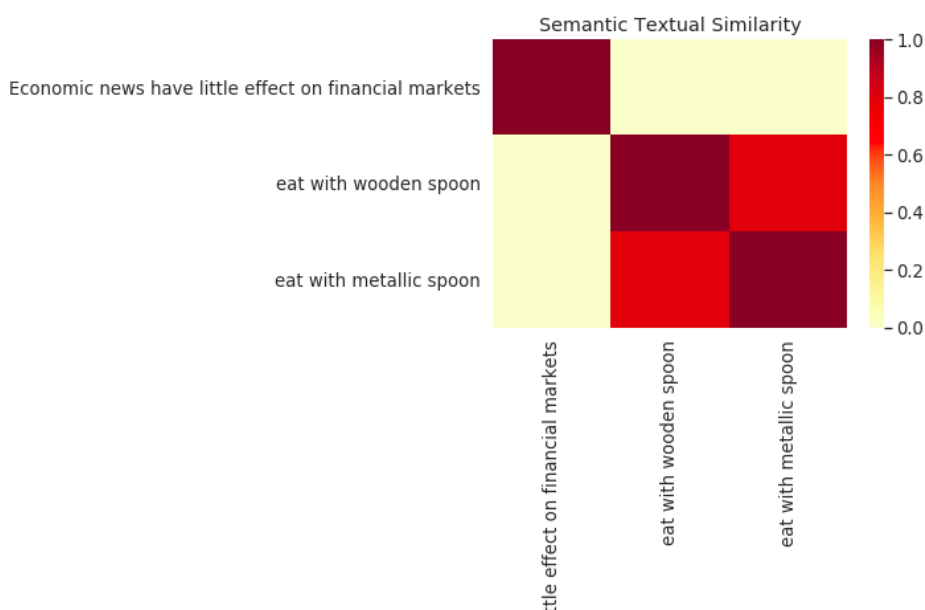 Semantic Textual Similarity
Economic news have little effect on financial markets
eat with wooden spoon
eat with metallic spoon
1.0
0.8
0.6
0.4
0.2
0.0
effect on financial markets
eat with wooden spoon
eat with metallic spoon